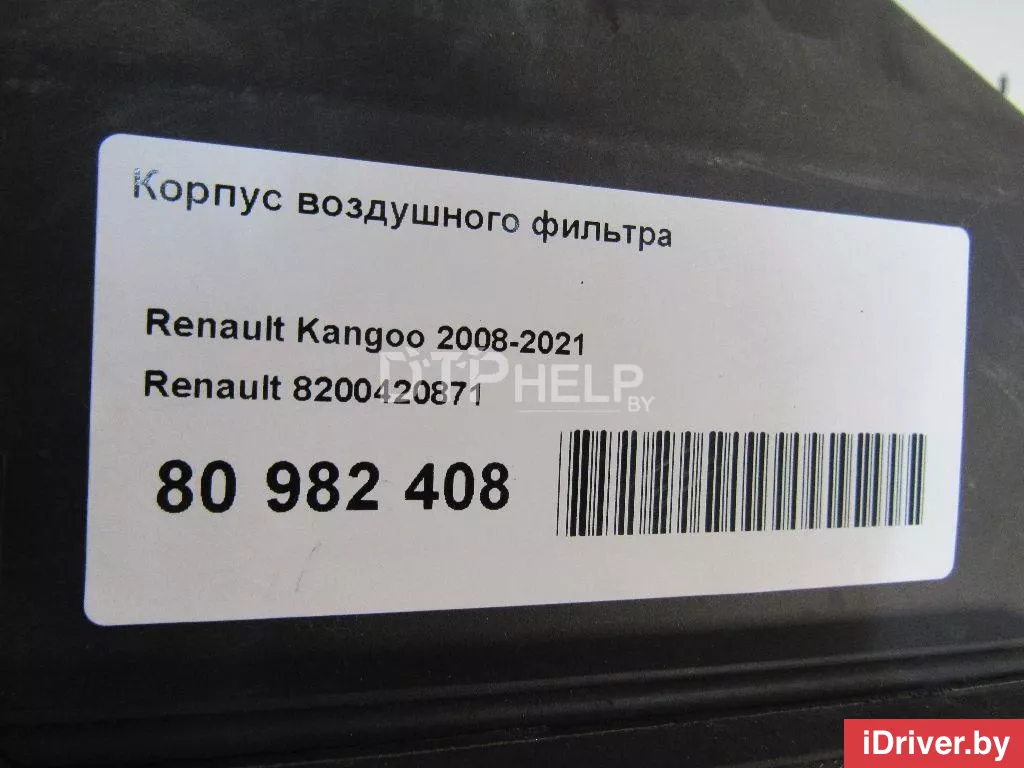 Корпус воздушного фильтра
Renault Kangoo 2008-2021
Renault 8200420871
DTPHELP
BY
80 982 408
iDriver.by